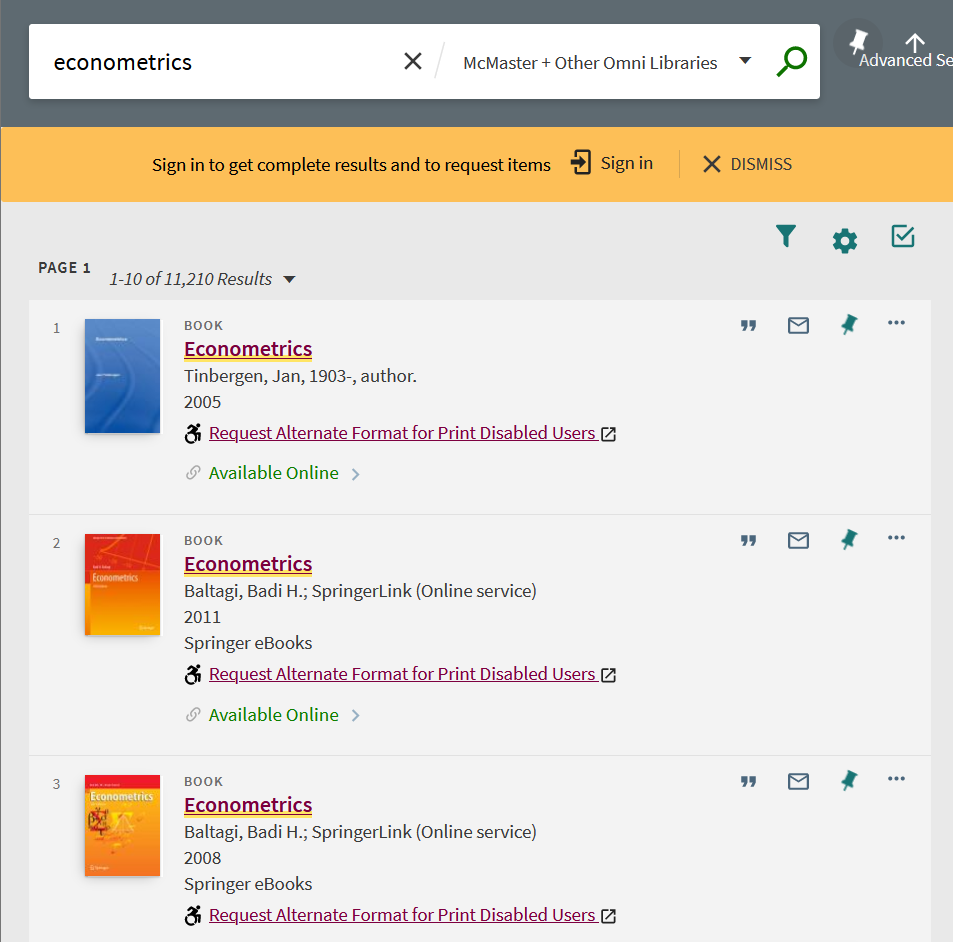 econometrics
McMaster + Other Omni Libraries
Advanced Se
Sign in to get complete results and to request items
Sign in
DISMISS
PAGE 1
1-10 of 11,210 Results
1
BOOK
Econometrics
Tinbergen, Jan, 1903-, author.
2005
Request Alternate Format for Print Disabled Users
Available Online
2
Econometrics
BOOK
Econometrics
Baltagi, Badi H.; SpringerLink (Online service)
2011
Springer eBooks
Request Alternate Format for Print Disabled Users
Available Online
3
Econometrics
BOOK
Econometrics
Baltagi, Badi H.; SpringerLink (Online service)
2008
Springer eBooks
Request Alternate Format for Print Disabled Users